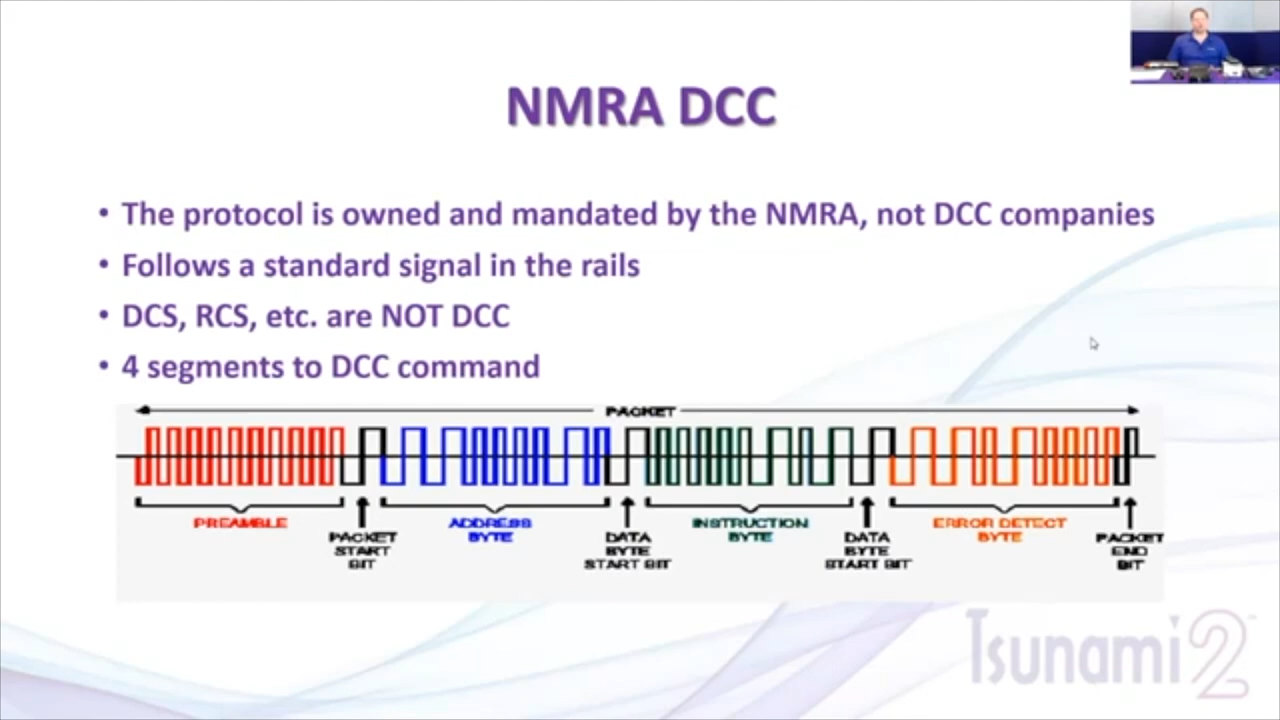 NMRA DCC
• The protocol is owned and mandated by the NMRA, not DCC companies
• Follows a standard signal in the rails
• DCS, RCS, etc. are NOT DCC
• 4 segments to DCC command
PACKET
PREAMBLE
PACKET
START
BIT
ADDRESS
BYTE
DATA
BYTE
START BIT
INSTRUCTION
BYTE
DATA
BYTE
START BIT
ERROR DETECT
BYTE
PACKET
END
BIT
Tsunami2™